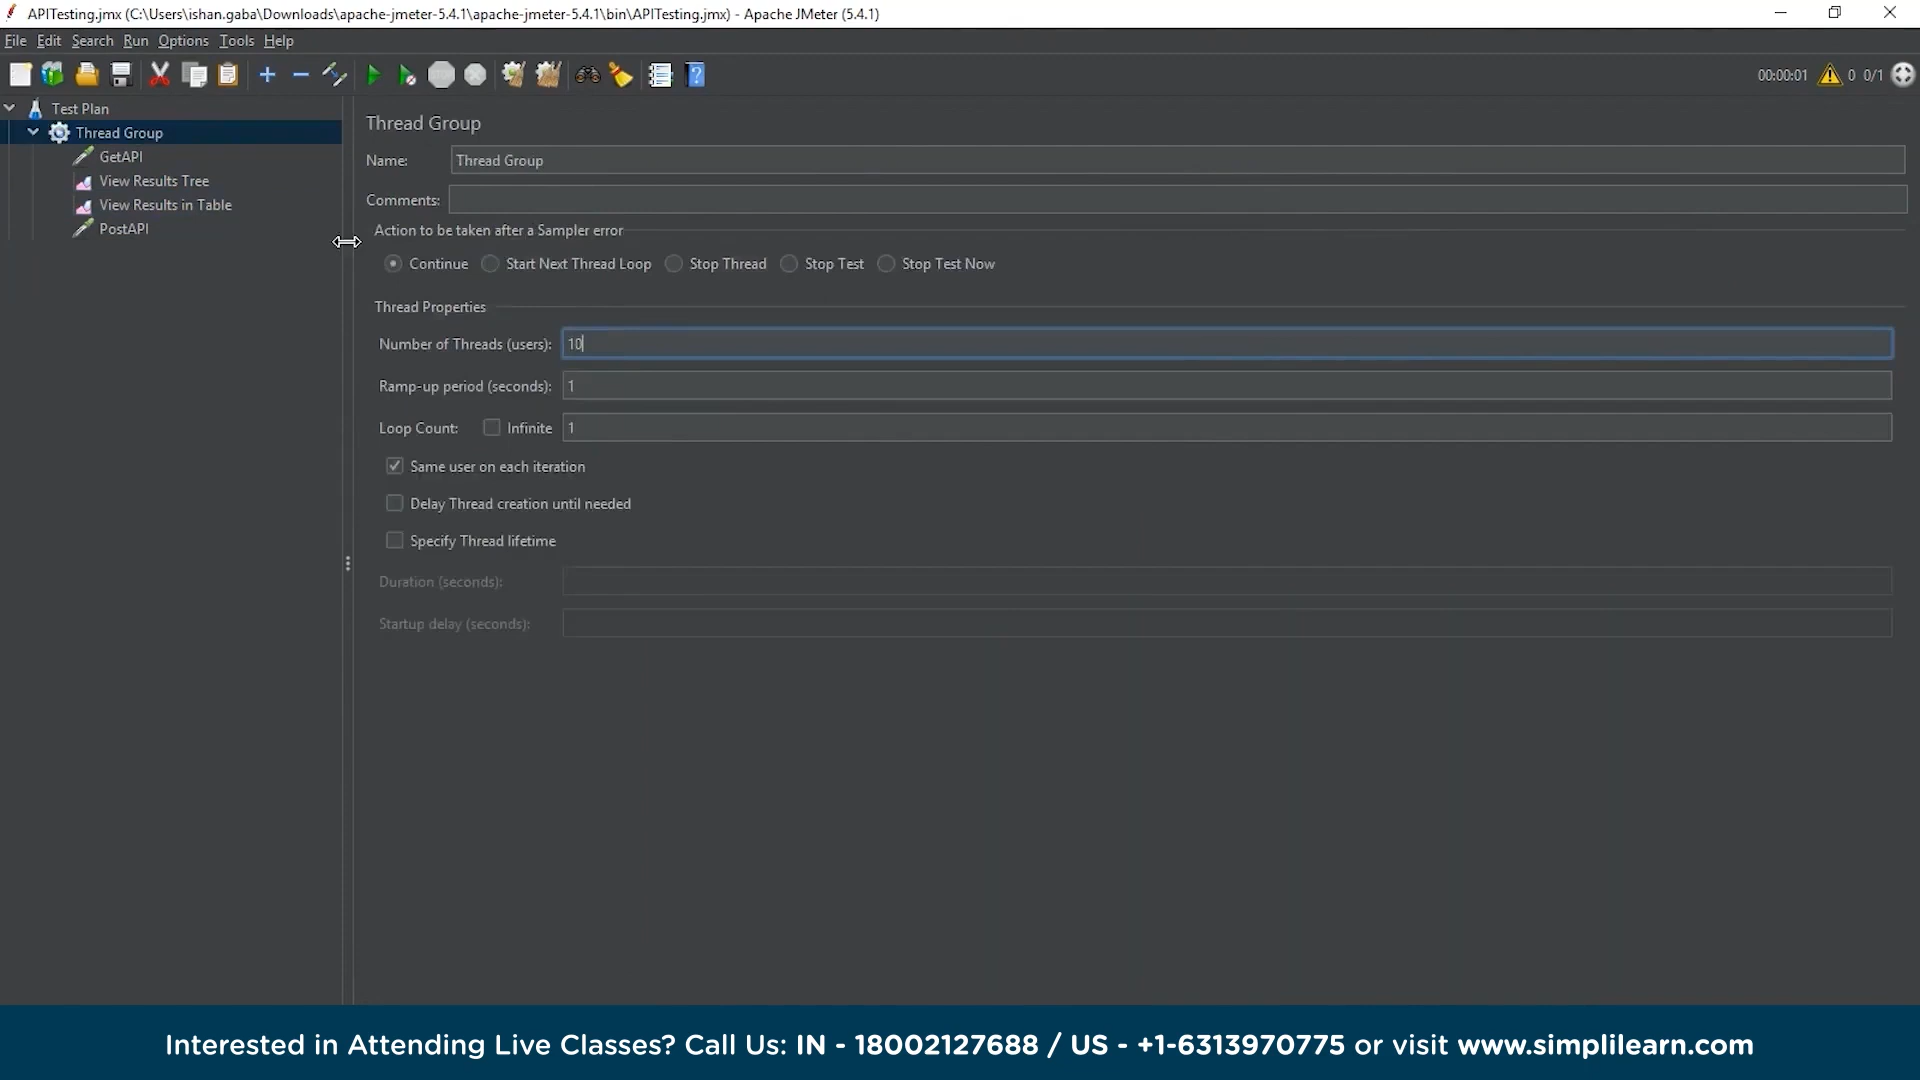 APITesting.jmx (C:\Users\ishan.gaba\Downloads\apache-jmeter-5.4.1\apache-jmeter-5.4.1\bin\APITesting.jmx) - Apache JMeter (5.4.1)
File Edit Search Run Options Tools Help
00:00:01 0 0/1
Test Plan
Thread Group
GetAPI
View Results Tree
View Results in Table
PostAPI
Thread Group
Name: Thread Group
Comments:
Action to be taken after a Sampler error
Continue Start Next Thread Loop Stop Thread Stop Test Stop Test Now
Thread Properties
Number of Threads (users): 10
Ramp-up period (seconds): 1
Loop Count: Infinite 1
Same user on each iteration
Delay Thread creation until needed
Specify Thread lifetime
Duration (seconds):
Startup delay (seconds):
Interested in Attending Live Classes? Call Us: IN - 18002127688 / US - +1-6313970775 or visit www.simplilearn.com